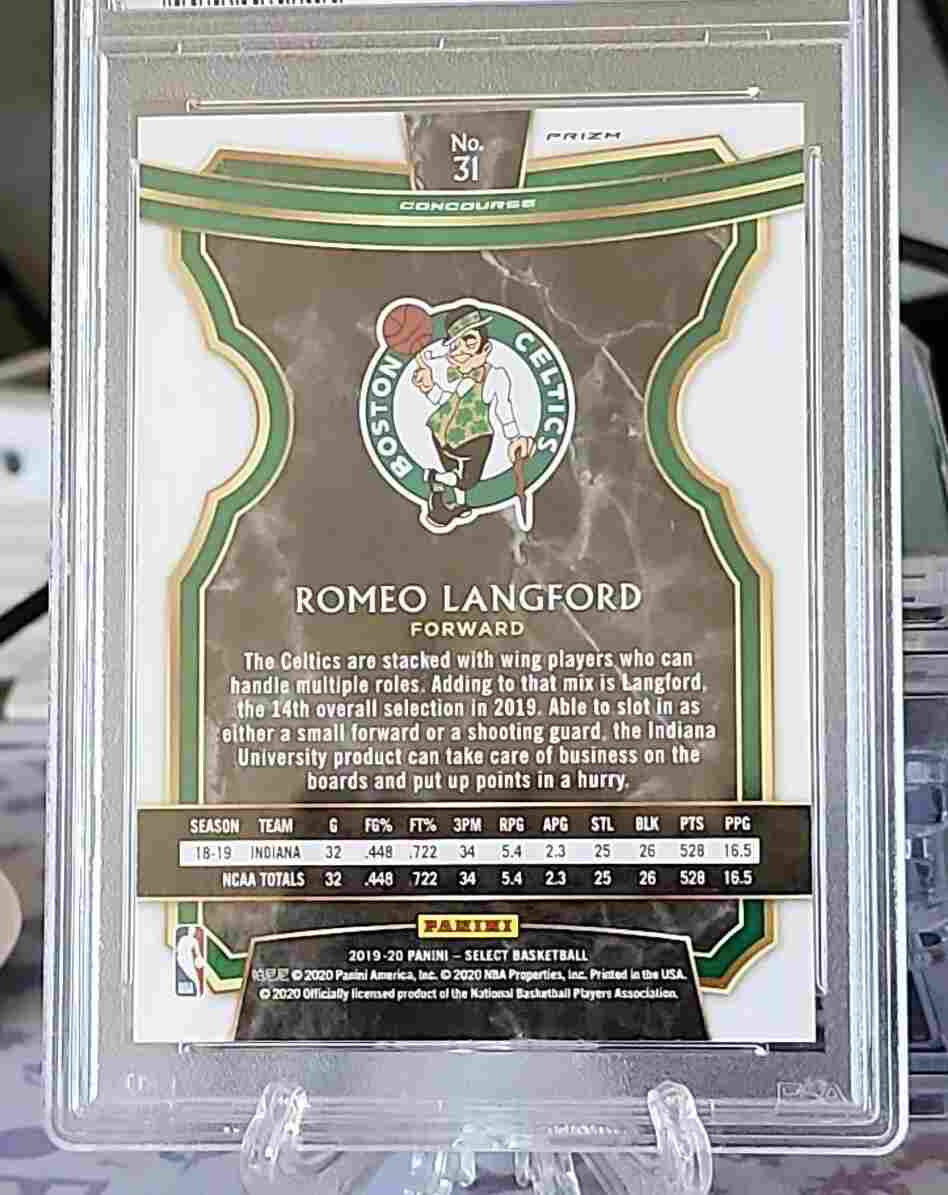 No.
31
PRIZM
CONCOURSE
BOSTON CELTICS
ROMEO LANGFORD
FORWARD
The Celtics are stacked with wing players who can
handle multiple roles. Adding to that mix is Langford,
the 14th overall selection in 2019. Able to slot in as
either a small forward or a shooting guard, the Indiana
University product can take care of business on the
boards and put up points in a hurry.
SEASON TEAM G FG% FT% 3PM RPG APG STL BLK PTS PPG
18-19 INDIANA 32 .448 .722 34 5.4 2.3 25 26 528 16.5
NCAA TOTALS 32 .448 .722 34 5.4 2.3 25 26 528 16.5
PANINI
2019-20 PANINI – SELECT BASKETBALL
帕尼尼 © 2020 Panini America, Inc. © 2020 NBA Properties, Inc. Printed in the USA.
© 2020 Officially licensed product of the National Basketball Players Association.
PSA